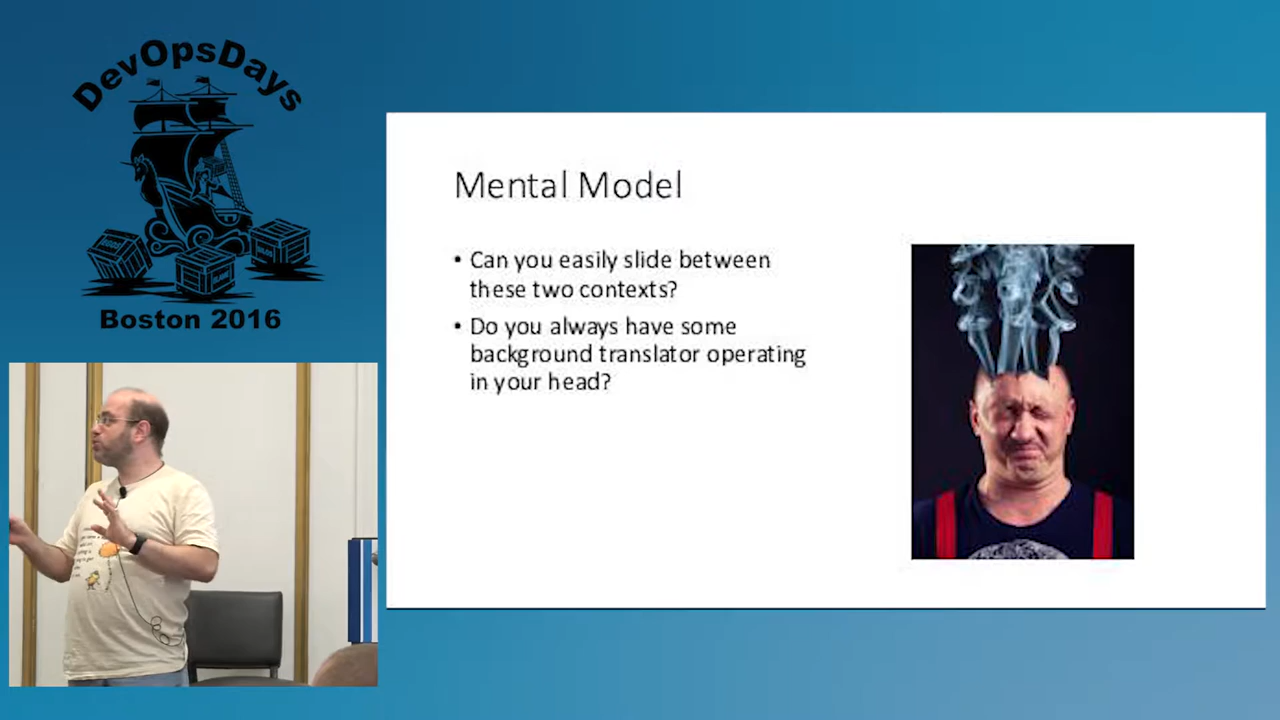 DevOpsDays
Boston 2016
Mental Model
• Can you easily slide between
these two contexts?
• Do you always have some
background translator operating
in your head?